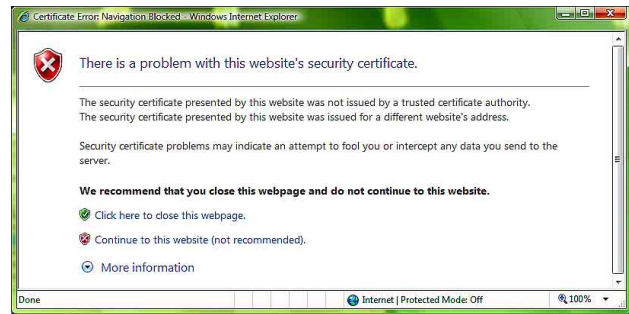 Certificate Error: Navigation Blocked - Windows Internet Explorer
There is a problem with this website's security certificate.
The security certificate presented by this website was not issued by a trusted certificate authority.
The security certificate presented by this website was issued for a different website's address.
Security certificate problems may indicate an attempt to fool you or intercept any data you send to the
server.
We recommend that you close this webpage and do not continue to this website.
Click here to close this webpage.
Continue to this website (not recommended).
More information
Done
Internet | Protected Mode: Off
100%